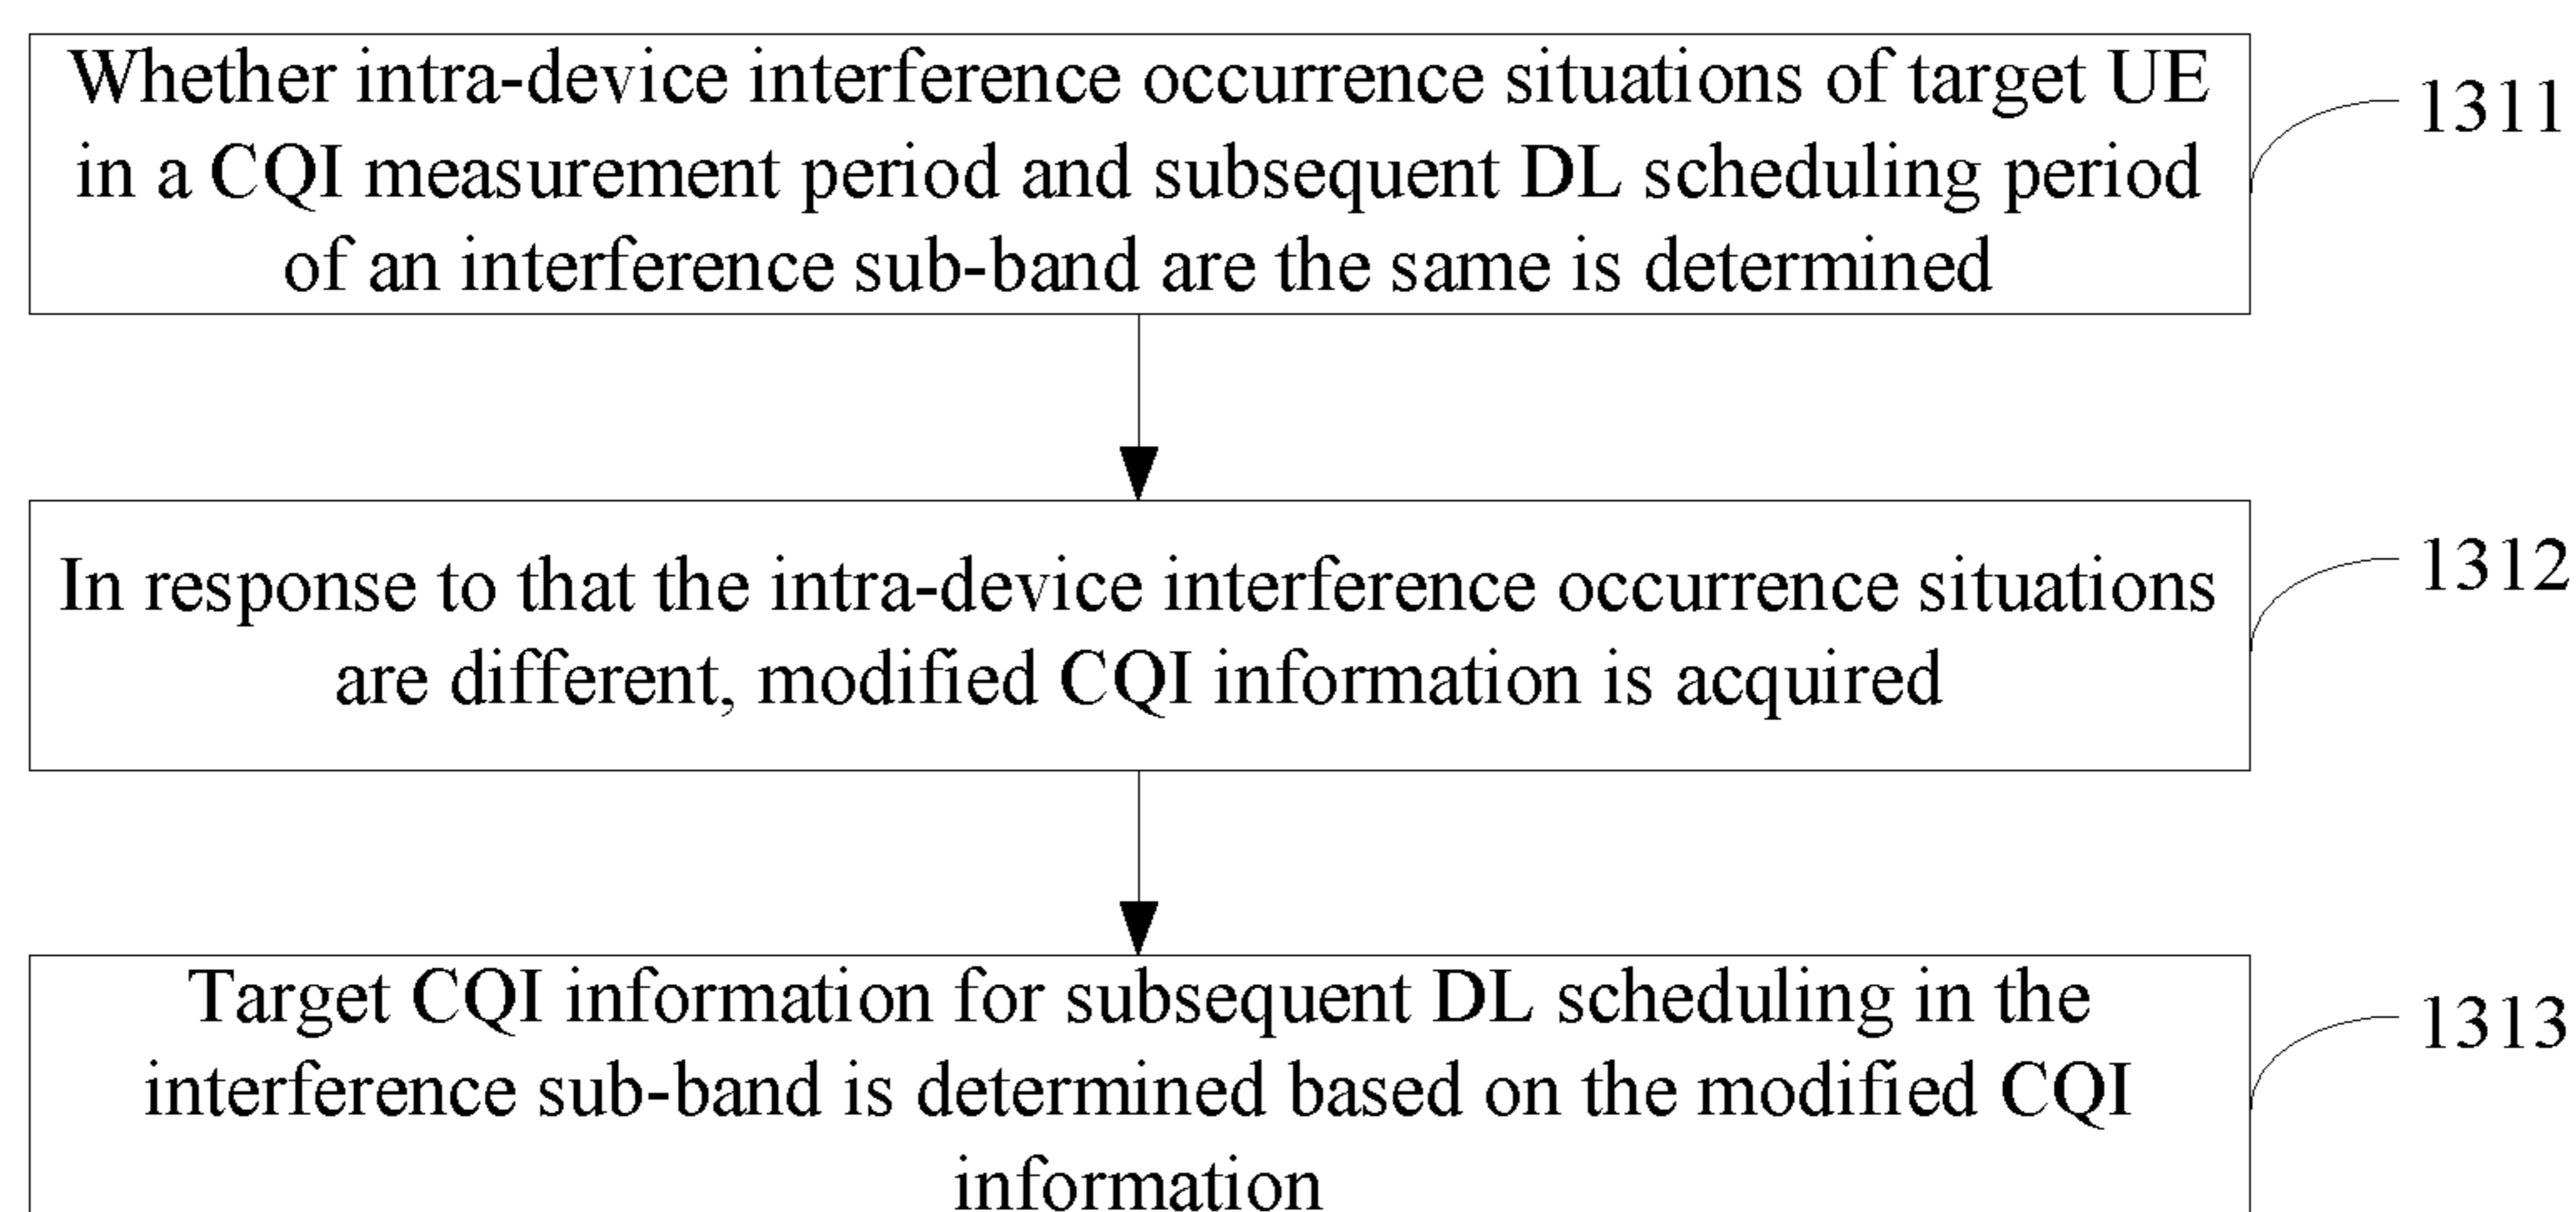 Whether intra-device interference occurrence situations of target UE
in a CQI measurement period and subsequent DL scheduling period
of an interference sub-band are the same is determined
1311
In response to that the intra-device interference occurrence situations
are different, modified CQI information is acquired
1312
Target CQI information for subsequent DL scheduling in the
interference sub-band is determined based on the modified CQI
information
1313